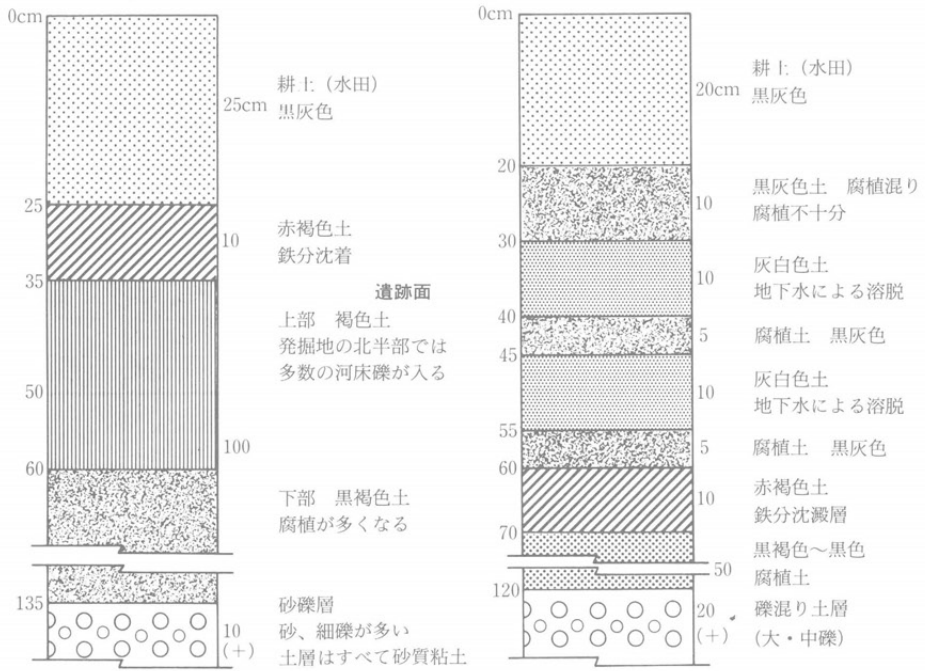 0cm
25cm
耕土（水田）
黒灰色
25
10
赤褐色土
鉄分沈着
35
遺跡面
上部　褐色土
発掘地の北半部では
多数の河床礫が入る
50
100
60
下部　黒褐色土
腐植が多くなる
135
10
(+)
砂礫層
砂、細礫が多い
土層はすべて砂質粘土
0cm
20cm
耕土（水田）
黒灰色
20
10
黒灰色土　腐植混り
腐植不十分
30
10
灰白色土
地下水による溶脱
40
5
腐植土　黒灰色
45
10
灰白色土
地下水による溶脱
55
5
腐植土　黒灰色
60
10
赤褐色土
鉄分沈澱層
70
黒褐色～黒色
50
腐植土
120
20
(+)
礫混り土層
(大・中礫)